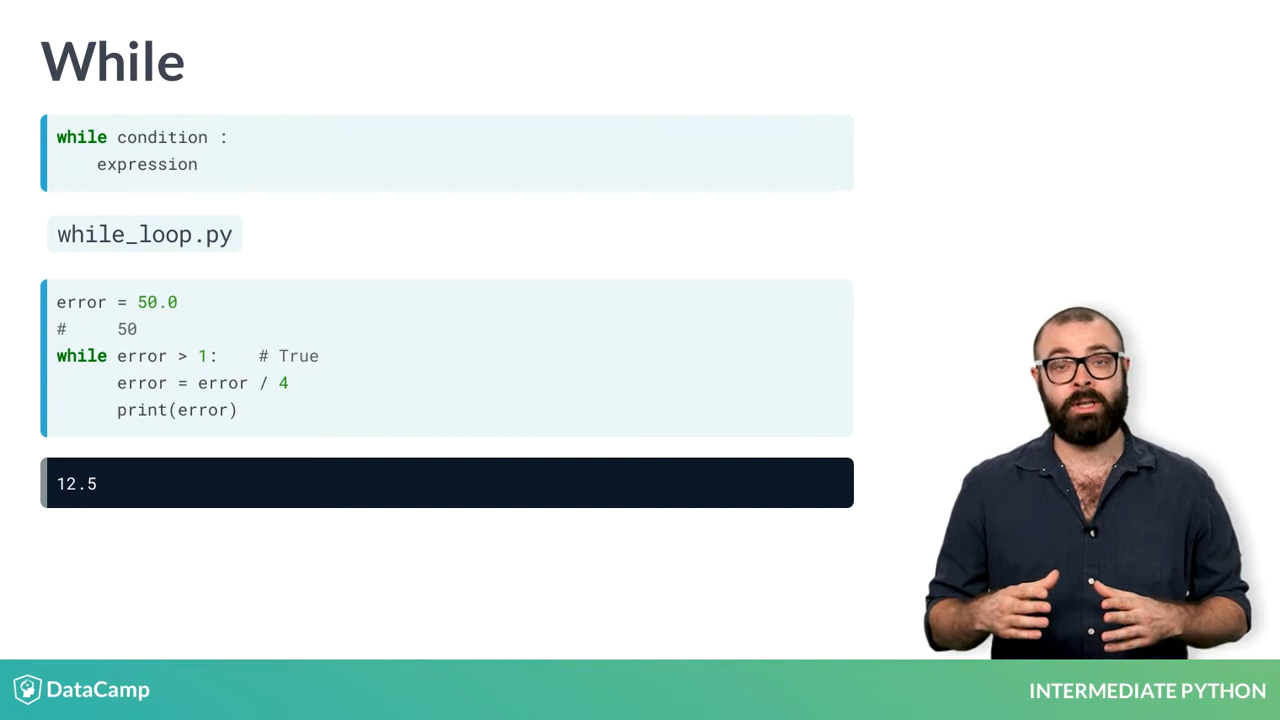 While
while condition :
    expression
while_loop.py
error = 50.0
#     50
while error > 1:    # True
      error = error / 4
      print(error)
12.5
DataCamp
INTERMEDIATE PYTHON